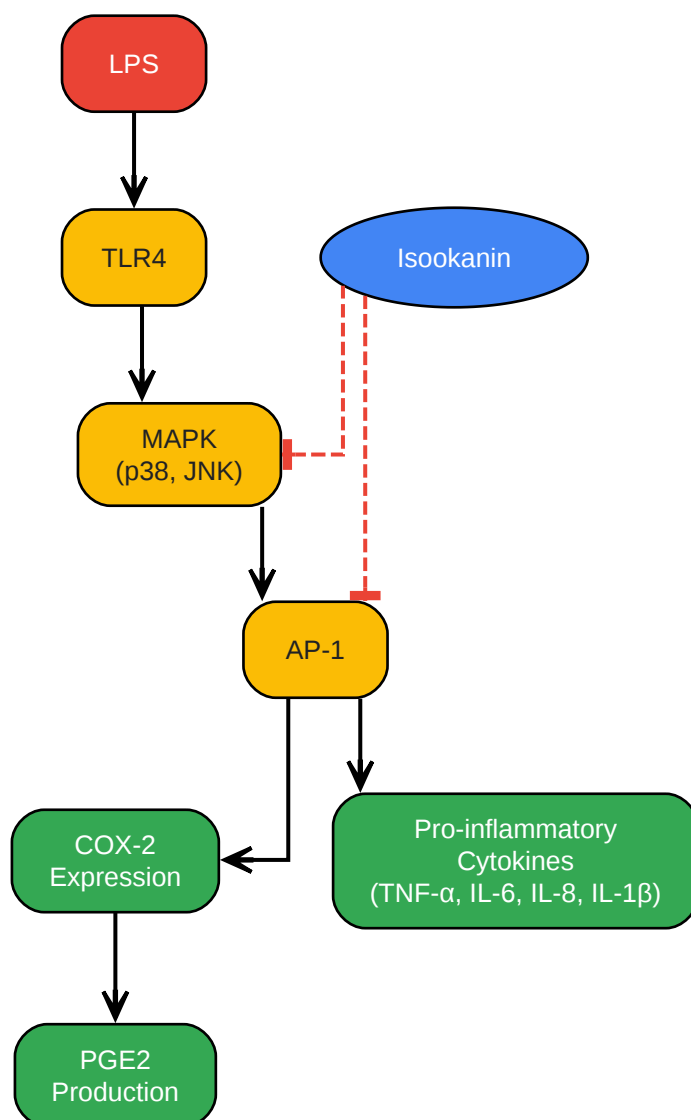 LPS
TLR4
Isookanin
MAPK
(p38, JNK)
AP-1
COX-2
Expression
Pro-inflammatory
Cytokines
(TNF-α, IL-6, IL-8, IL-1β)
PGE2
Production